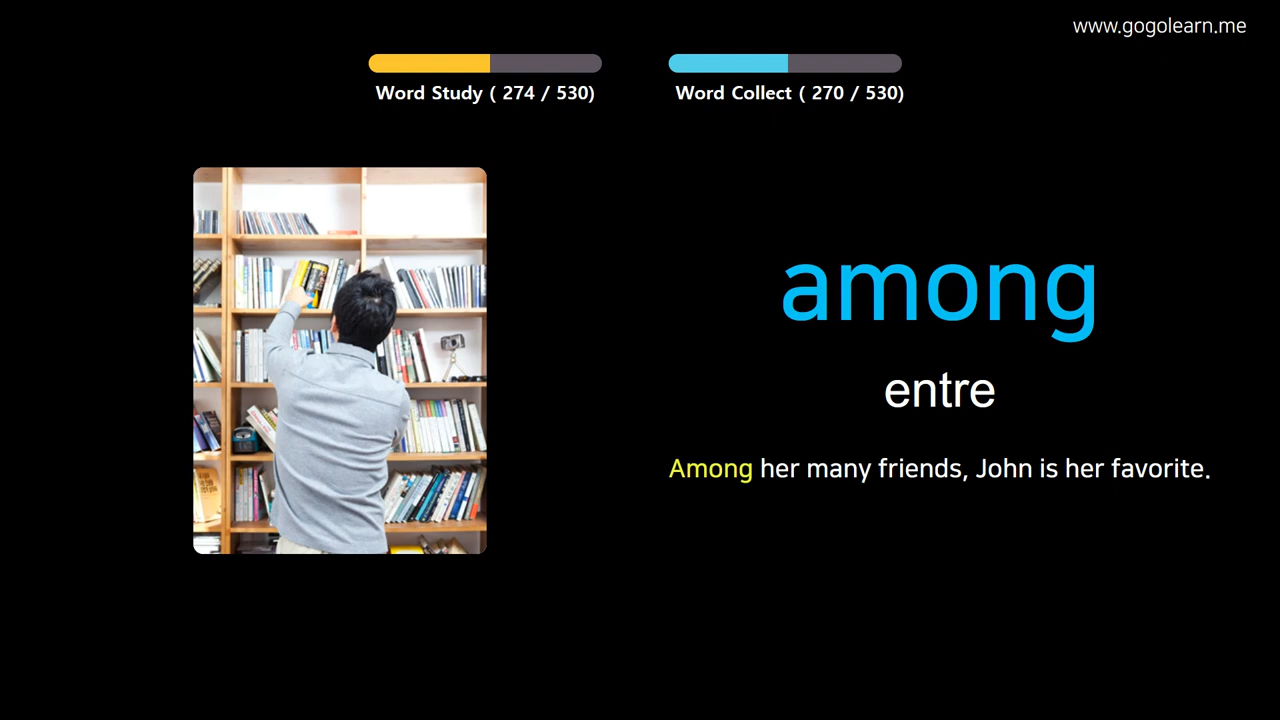 www.gogolearn.me
Word Study ( 274 / 530)
Word Collect ( 270 / 530)
among
entre
Among her many friends, John is her favorite.